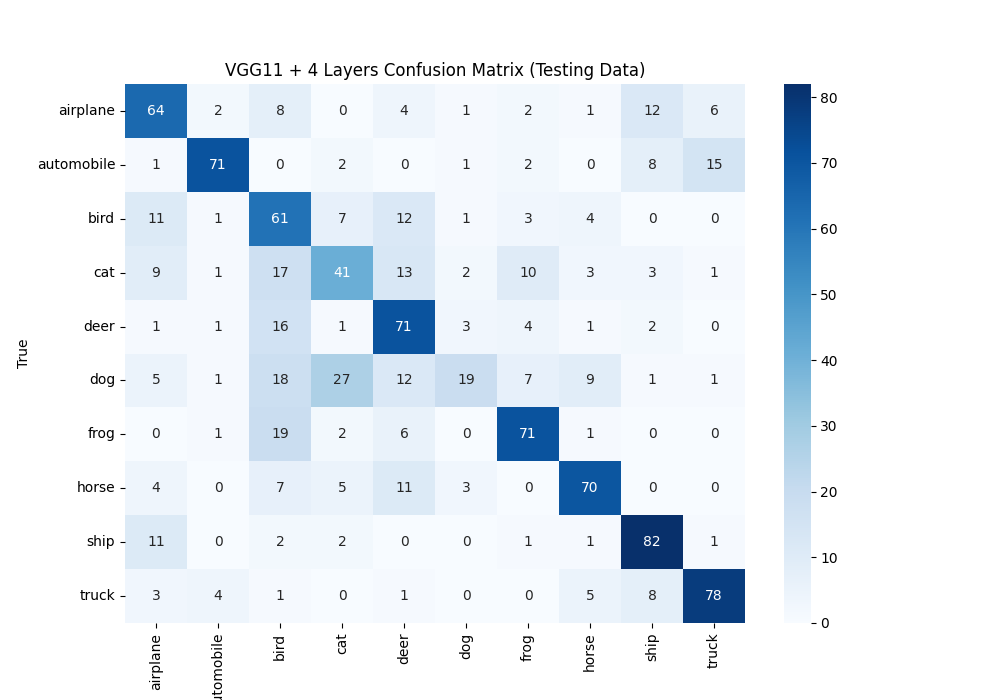 VGG11 + 4 Layers Confusion Matrix (Testing Data)
airplane 64 2 8 0 4 1 2 1 12 6
automobile 1 71 0 2 0 1 2 0 8 15
bird 11 1 61 7 12 1 3 4 0 0
cat 9 1 17 41 13 2 10 3 3 1
deer 1 1 16 1 71 3 4 1 2 0
dog 5 1 18 27 12 19 7 9 1 1
frog 0 1 19 2 6 0 71 1 0 0
horse 4 0 7 5 11 3 0 70 0 0
ship 11 0 2 2 0 0 1 1 82 1
truck 3 4 1 0 1 0 0 5 8 78
True
airplane utomobile bird cat deer dog frog horse ship truck
80
70
60
50
40
30
20
10
0